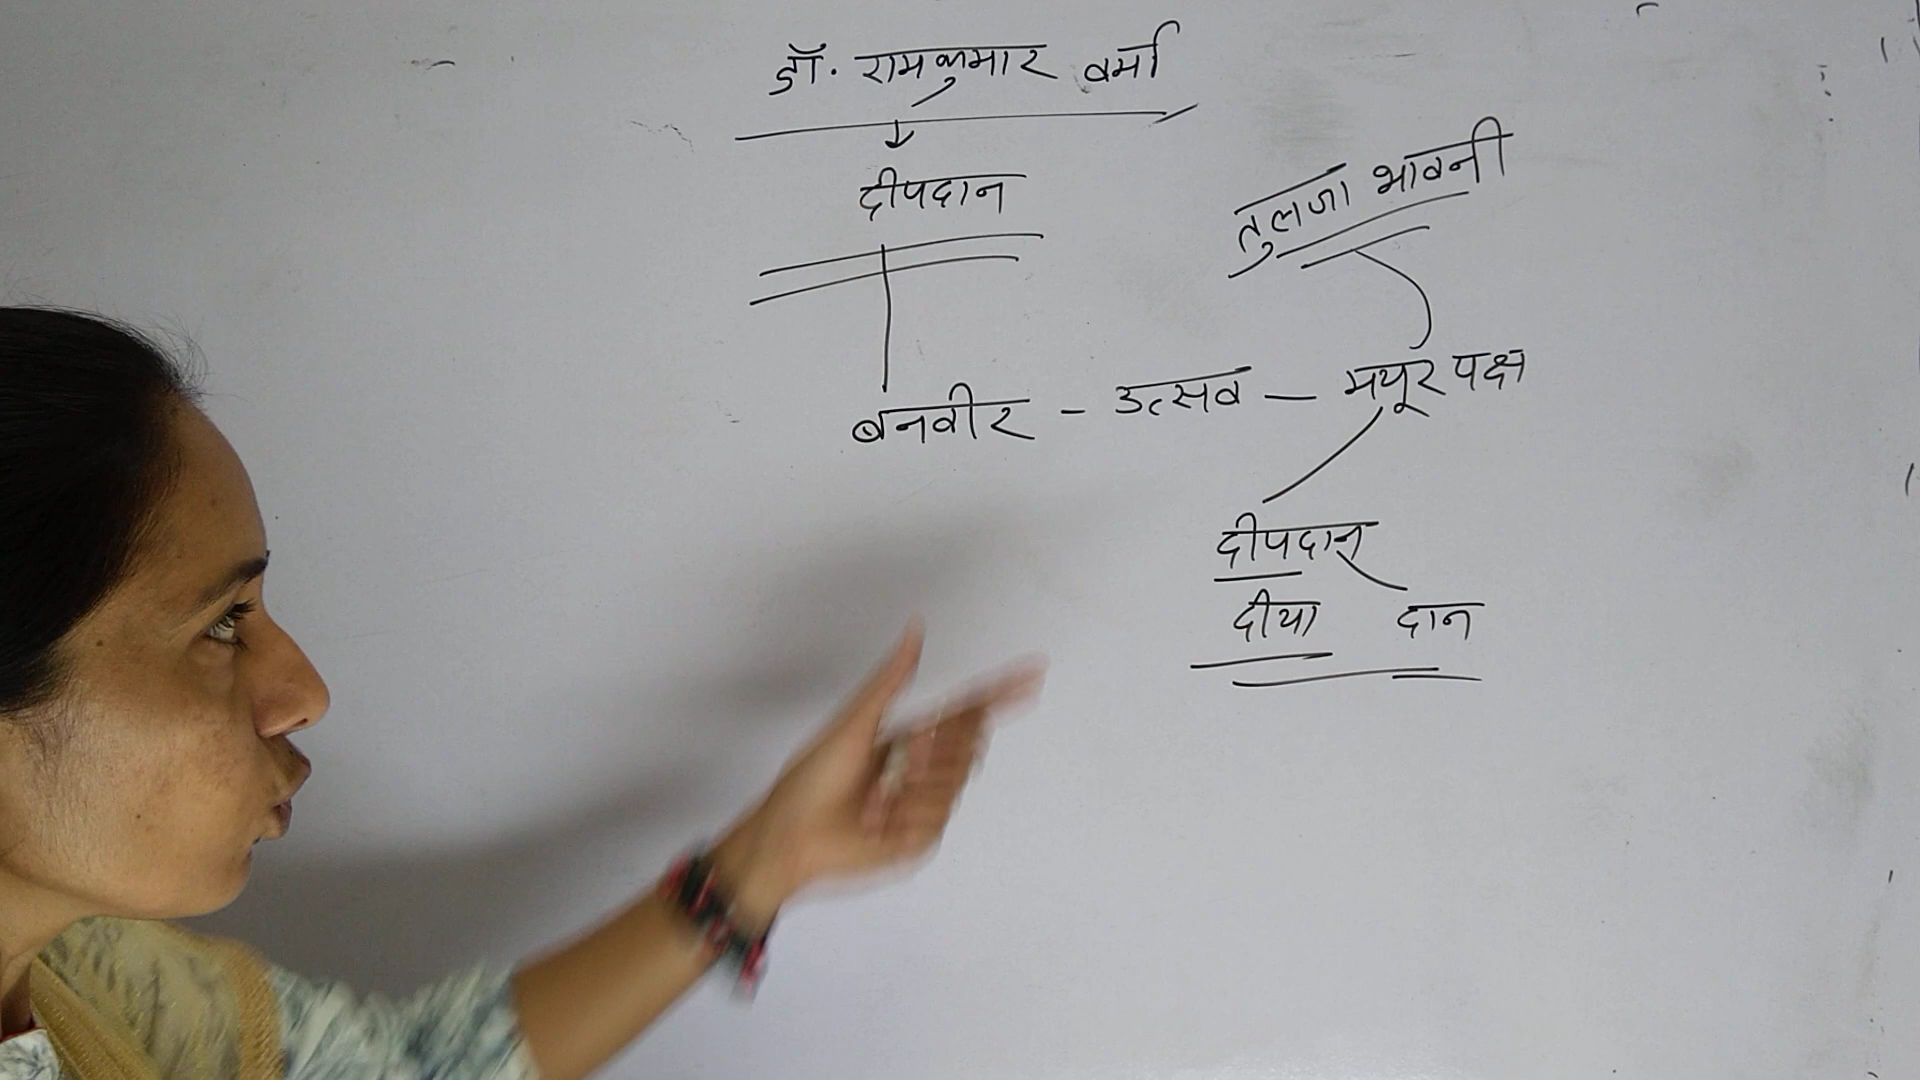 डॉ. रामकुमार वर्मा
दीपदान
तुलजा भावनी
बनवीर - उत्सव - मयूर पक्ष
दीपदान
दीया दान